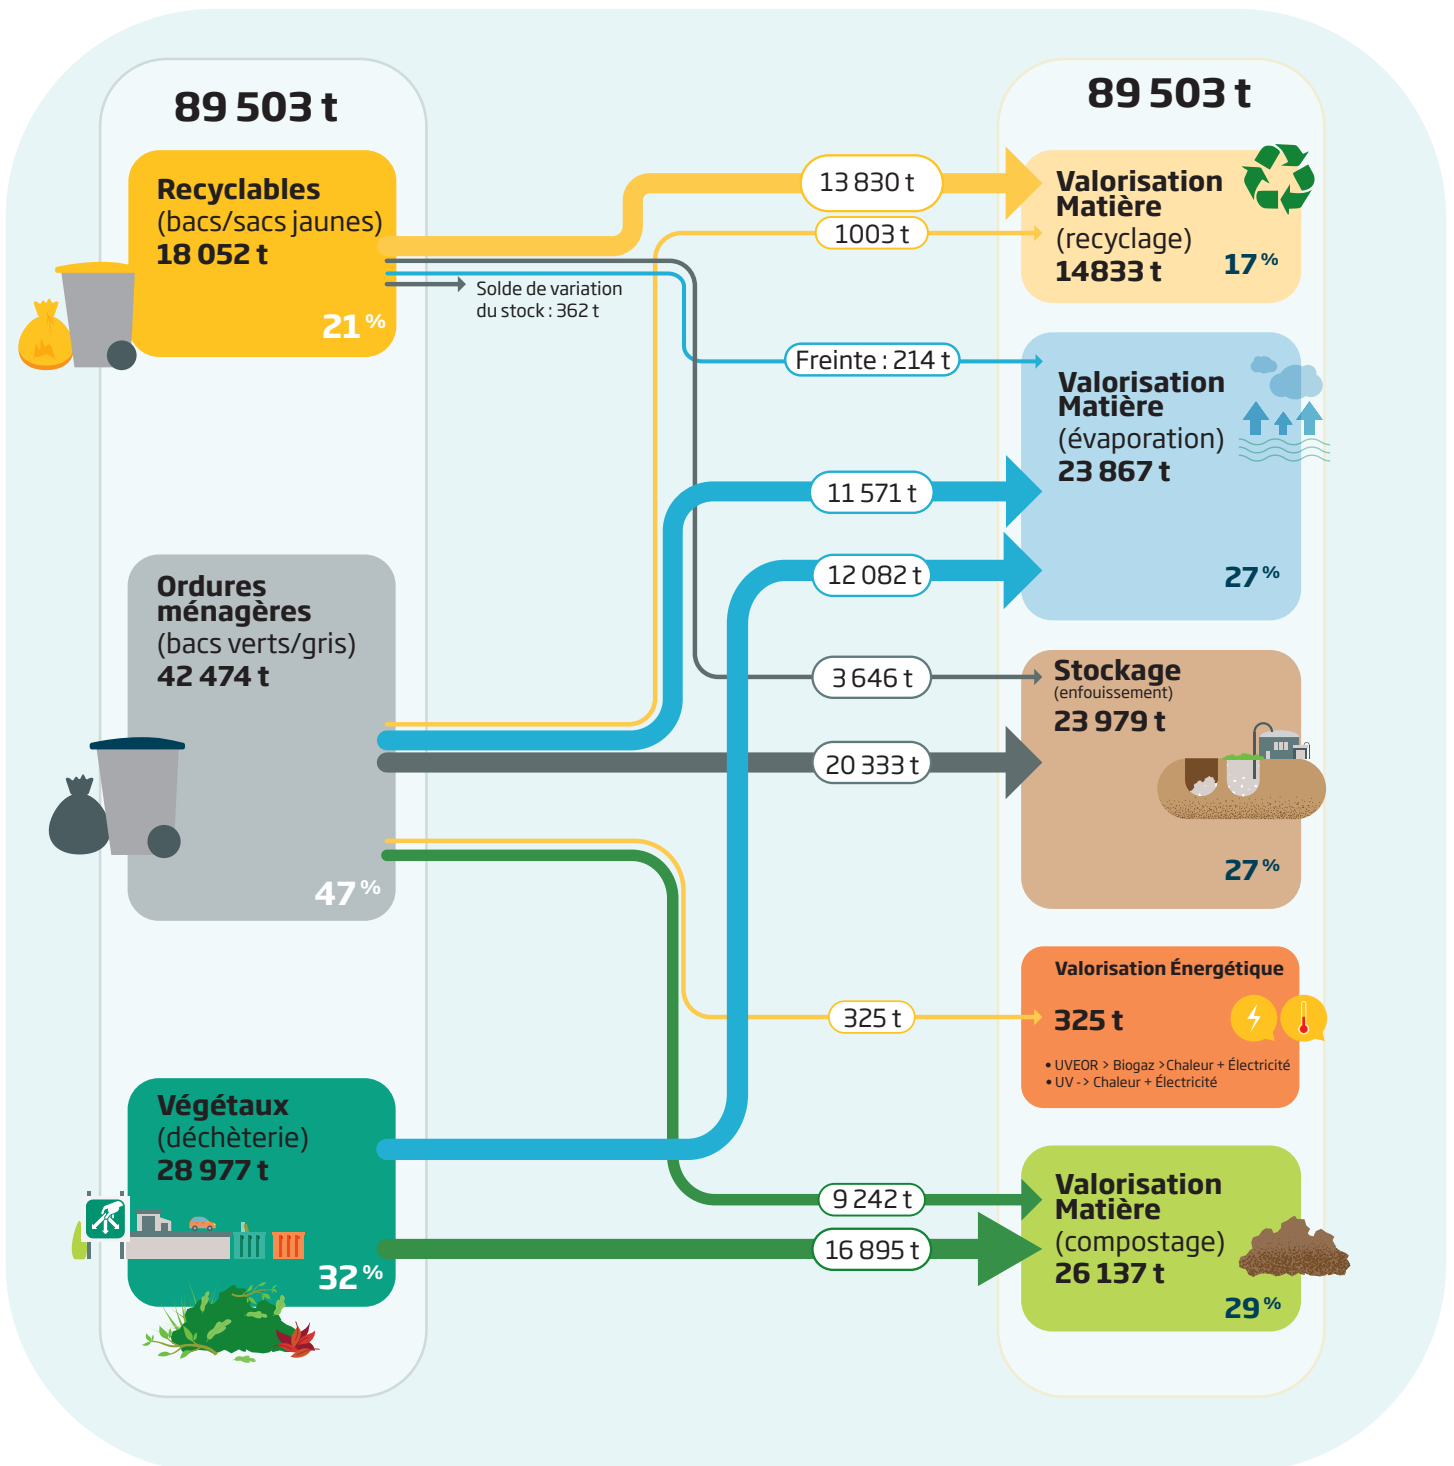 89 503 t
Recyclables
(bacs/sacs jaunes)
18 052 t
21 %
Solde de variation
du stock : 362 t
Ordures
ménagères
(bacs verts/gris)
42 474 t
47 %
Végétaux
(déchèterie)
28 977 t
32 %
13 830 t
1003 t
Freinte : 214 t
11 571 t
12 082 t
3 646 t
20 333 t
325 t
9 242 t
16 895 t
89 503 t
Valorisation
Matière
(recyclage)
14833 t
17 %
Valorisation
Matière
(évaporation)
23 867 t
27 %
Stockage
(enfouissement)
23 979 t
27 %
Valorisation Énergétique
325 t
• UVEOR > Biogaz >Chaleur + Électricité
• UV -> Chaleur + Électricité
Valorisation
Matière
(compostage)
26 137 t
29 %